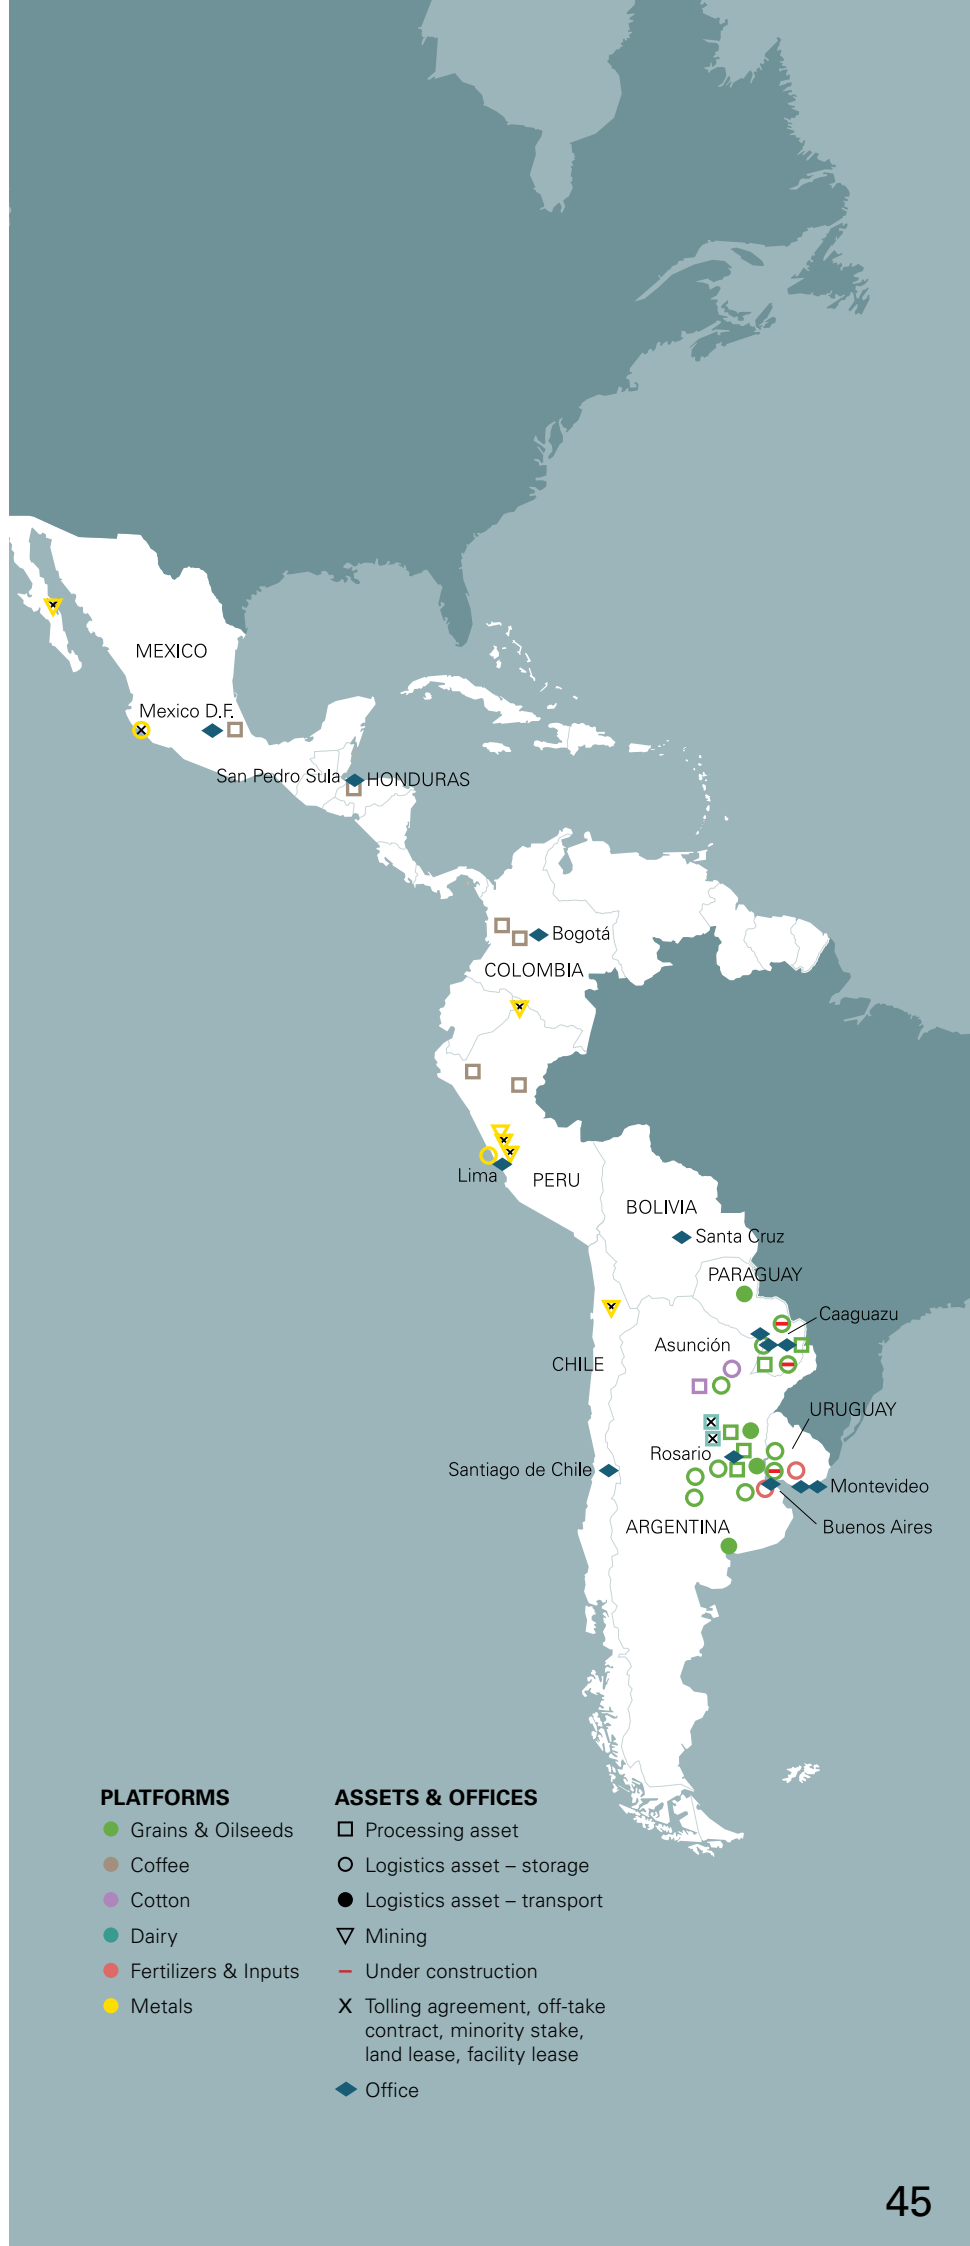 MEXICO
Mexico D.F.
San Pedro Sula
HONDURAS
Bogotá
COLOMBIA
Lima
PERU
BOLIVIA
Santa Cruz
PARAGUAY
Caaguazu
Asunción
CHILE
URUGUAY
Rosario
Santiago de Chile
Montevideo
ARGENTINA
Buenos Aires
PLATFORMS
Grains & Oilseeds
Coffee
Cotton
Dairy
Fertilizers & Inputs
Metals
ASSETS & OFFICES
Processing asset
Logistics asset – storage
Logistics asset – transport
Mining
Under construction
X Tolling agreement, off-take
contract, minority stake,
land lease, facility lease
Office
45